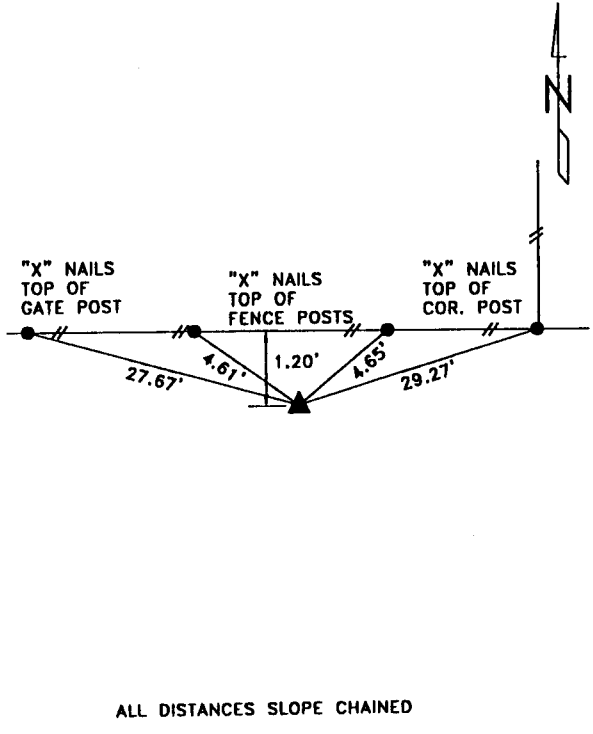 N
"X" NAILS
TOP OF
GATE POST
"X" NAILS
TOP OF
FENCE POSTS
"X" NAILS
TOP OF
COR. POST
27.67'
4.61'
1.20'
4.65'
29.27'
ALL DISTANCES SLOPE CHAINED